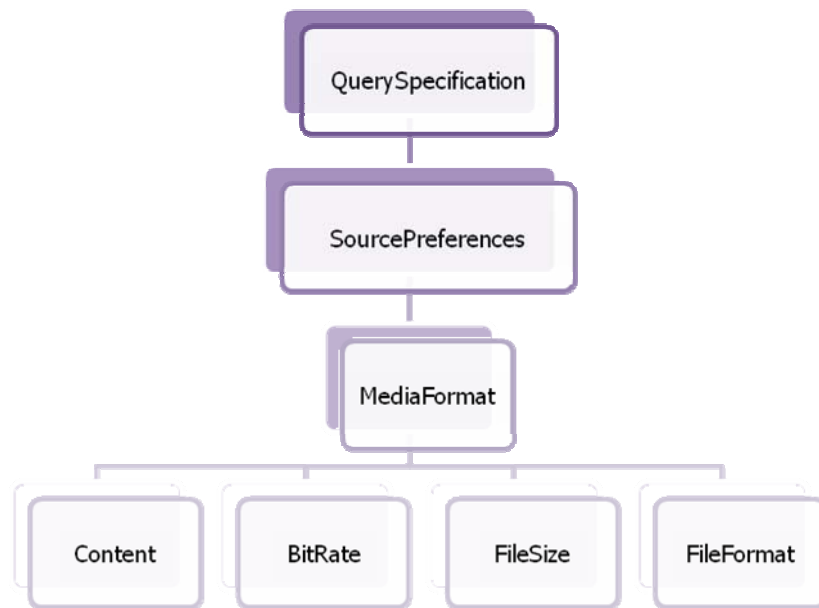 QuerySpecification
SourcePreferences
MediaFormat
Content
BitRate
FileSize
FileFormat